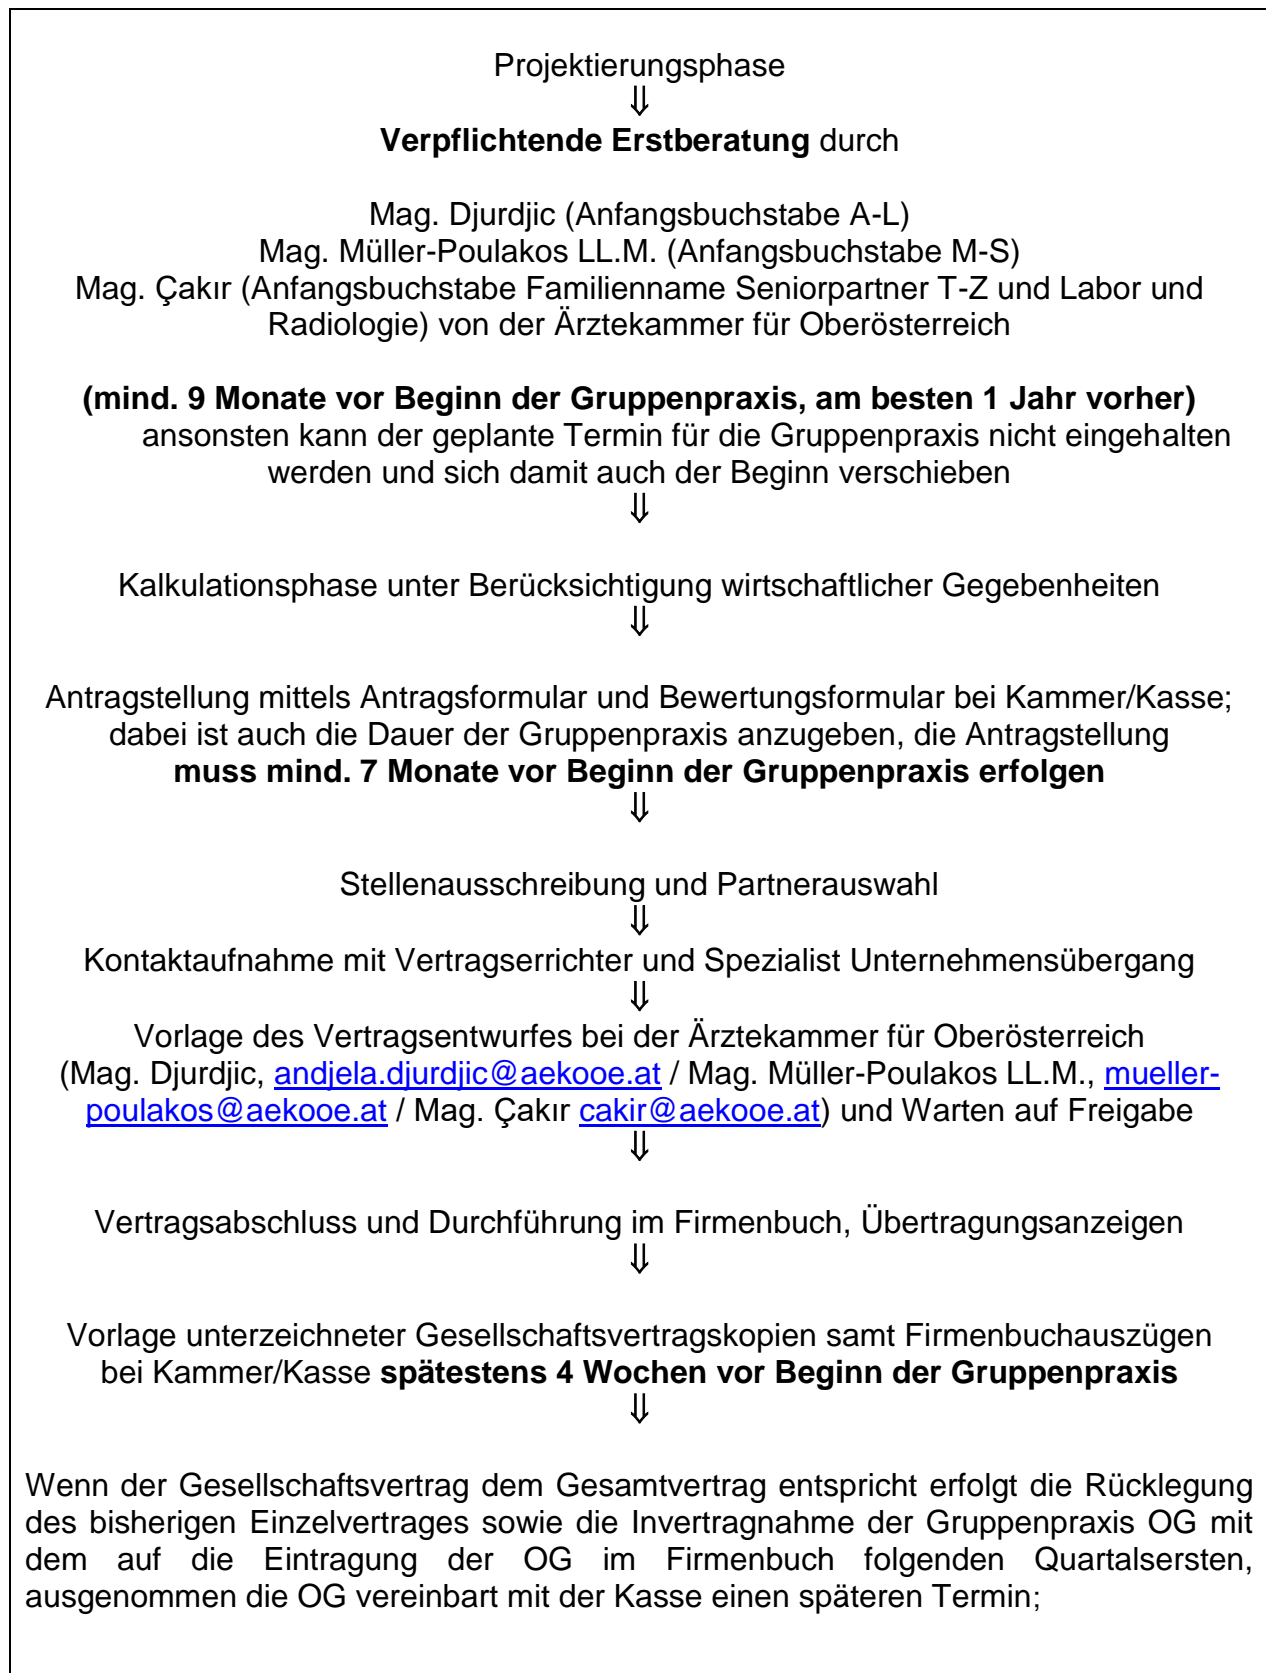 Projektierungsphase
⇓
Verpflichtende Erstberatung durch
Mag. Djurdjic (Anfangsbuchstabe A-L)
Mag. Müller-Poulakos LL.M. (Anfangsbuchstabe M-S)
Mag. Çakır (Anfangsbuchstabe Familienname Seniorpartner T-Z und Labor und
Radiologie) von der Ärztekammer für Oberösterreich
(mind. 9 Monate vor Beginn der Gruppenpraxis, am besten 1 Jahr vorher)
ansonsten kann der geplante Termin für die Gruppenpraxis nicht eingehalten
werden und sich damit auch der Beginn verschieben
⇓
Kalkulationsphase unter Berücksichtigung wirtschaftlicher Gegebenheiten
⇓
Antragstellung mittels Antragsformular und Bewertungsformular bei Kammer/Kasse;
dabei ist auch die Dauer der Gruppenpraxis anzugeben, die Antragstellung
muss mind. 7 Monate vor Beginn der Gruppenpraxis erfolgen
⇓
Stellenausschreibung und Partnerauswahl
⇓
Kontaktaufnahme mit Vertragserrichter und Spezialist Unternehmensübergang
⇓
Vorlage des Vertragsentwurfes bei der Ärztekammer für Oberösterreich
(Mag. Djurdjic, andjela.djurdjic@aekooe.at / Mag. Müller-Poulakos LL.M., mueller-
poulakos@aekooe.at / Mag. Çakır cakir@aekooe.at) und Warten auf Freigabe
⇓
Vertragsabschluss und Durchführung im Firmenbuch, Übertragungsanzeigen
⇓
Vorlage unterzeichneter Gesellschaftsvertragskopien samt Firmenbuchauszügen
bei Kammer/Kasse spätestens 4 Wochen vor Beginn der Gruppenpraxis
⇓
Wenn der Gesellschaftsvertrag dem Gesamtvertrag entspricht erfolgt die Rücklegung
des bisherigen Einzelvertrages sowie die Invertragnahme der Gruppenpraxis OG mit
dem auf die Eintragung der OG im Firmenbuch folgenden Quartalsersten,
ausgenommen die OG vereinbart mit der Kasse einen späteren Termin;